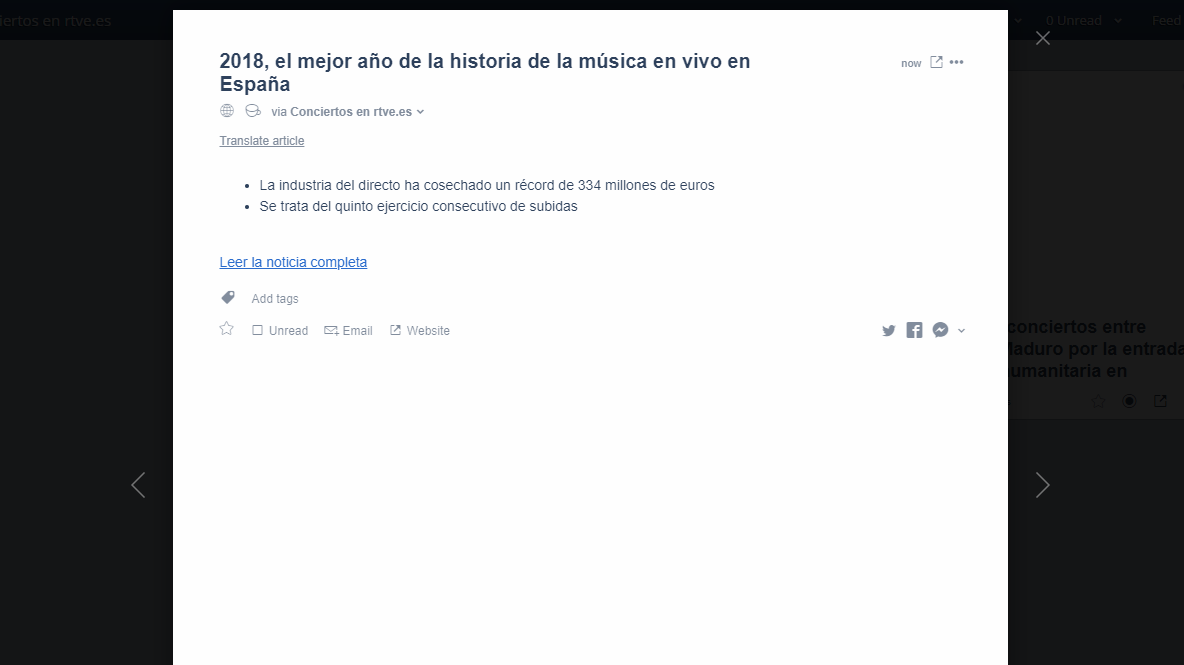 iertos en rtve.es
0 Unread
Feed
2018, el mejor año de la historia de la música en vivo en
España
now
via Conciertos en rtve.es
Translate article
La industria del directo ha cosechado un récord de 334 millones de euros
Se trata del quinto ejercicio consecutivo de subidas
Leer la noticia completa
Add tags
Unread Email Website
conciertos entre
Maduro por la entrada
umanitaria en